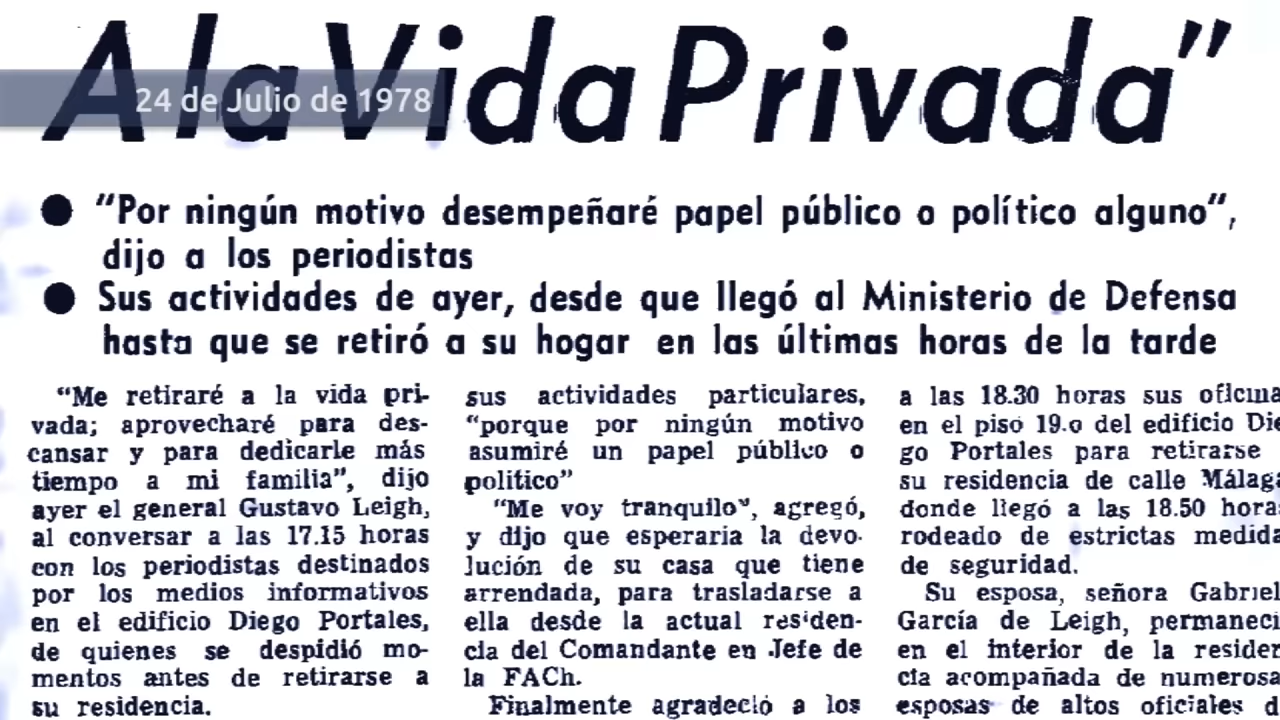 A la Vida Privada"
24 de Julio de 1978
● "Por ningún motivo desempeñaré papel público o político alguno",
dijo a los periodistas
● Sus actividades de ayer, desde que llegó al Ministerio de Defensa
hasta que se retiró a su hogar en las últimas horas de la tarde
"Me retiraré a la vida pri-
vada; aprovecharé para des-
cansar y para dedicarle más
tiempo a mi familia", dijo
ayer el general Gustavo Leigh,
al conversar a las 17.15 horas
con los periodistas destinados
por los medios informativos
en el edificio Diego Portales,
de quienes se despidió mo-
mentos antes de retirarse a
su residencia.
sus actividades particulares,
"porque por ningún motivo
asumiré un papel público o
político"
"Me voy tranquilo", agregó,
y dijo que esperaría la devo-
lución de su casa que tiene
arrendada, para trasladarse a
ella desde la actual residen-
cia del Comandante en Jefe de
la FACh.
Finalmente agradeció a los
a las 18.30 horas sus oficina
en el piso 19.o del edificio Die
go Portales para retirarse
su residencia de calle Málaga
donde llegó a las 18.50 hora
rodeado de estrictas medida
de seguridad.
Su esposa, señora Gabriel
García de Leigh, permaneci
en el interior de la residen
cia acompañada de numerosa
esposas de altos oficiales d